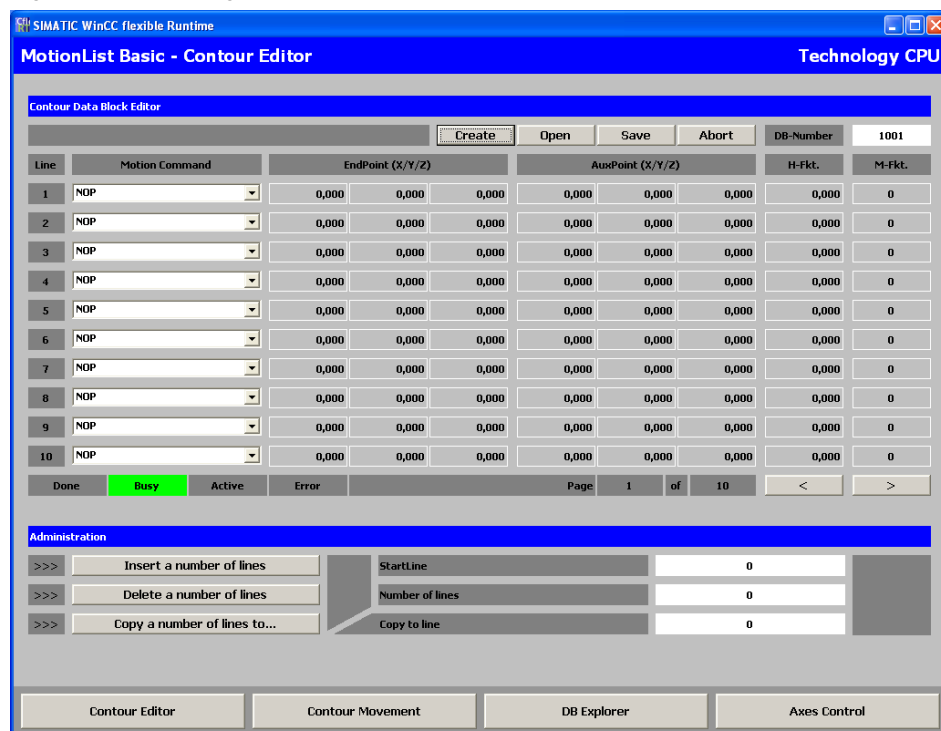 SIMATIC WinCC flexible Runtime
MotionList Basic - Contour Editor Technology CPU
Contour Data Block Editor
Create Open Save Abort DB-Number 1001
Line Motion Command EndPoint (X/Y/Z) AuxPoint (X/Y/Z) H-Fkt. M-Fkt.
1 NOP 0,000 0,000 0,000 0,000 0,000 0,000 0,000 0
2 NOP 0,000 0,000 0,000 0,000 0,000 0,000 0,000 0
3 NOP 0,000 0,000 0,000 0,000 0,000 0,000 0,000 0
4 NOP 0,000 0,000 0,000 0,000 0,000 0,000 0,000 0
5 NOP 0,000 0,000 0,000 0,000 0,000 0,000 0,000 0
6 NOP 0,000 0,000 0,000 0,000 0,000 0,000 0,000 0
7 NOP 0,000 0,000 0,000 0,000 0,000 0,000 0,000 0
8 NOP 0,000 0,000 0,000 0,000 0,000 0,000 0,000 0
9 NOP 0,000 0,000 0,000 0,000 0,000 0,000 0,000 0
10 NOP 0,000 0,000 0,000 0,000 0,000 0,000 0,000 0
Done Busy Active Error Page 1 of 10 < >
Administration
>>> Insert a number of lines StartLine 0
>>> Delete a number of lines Number of lines 0
>>> Copy a number of lines to... Copy to line 0
Contour Editor Contour Movement DB Explorer Axes Control